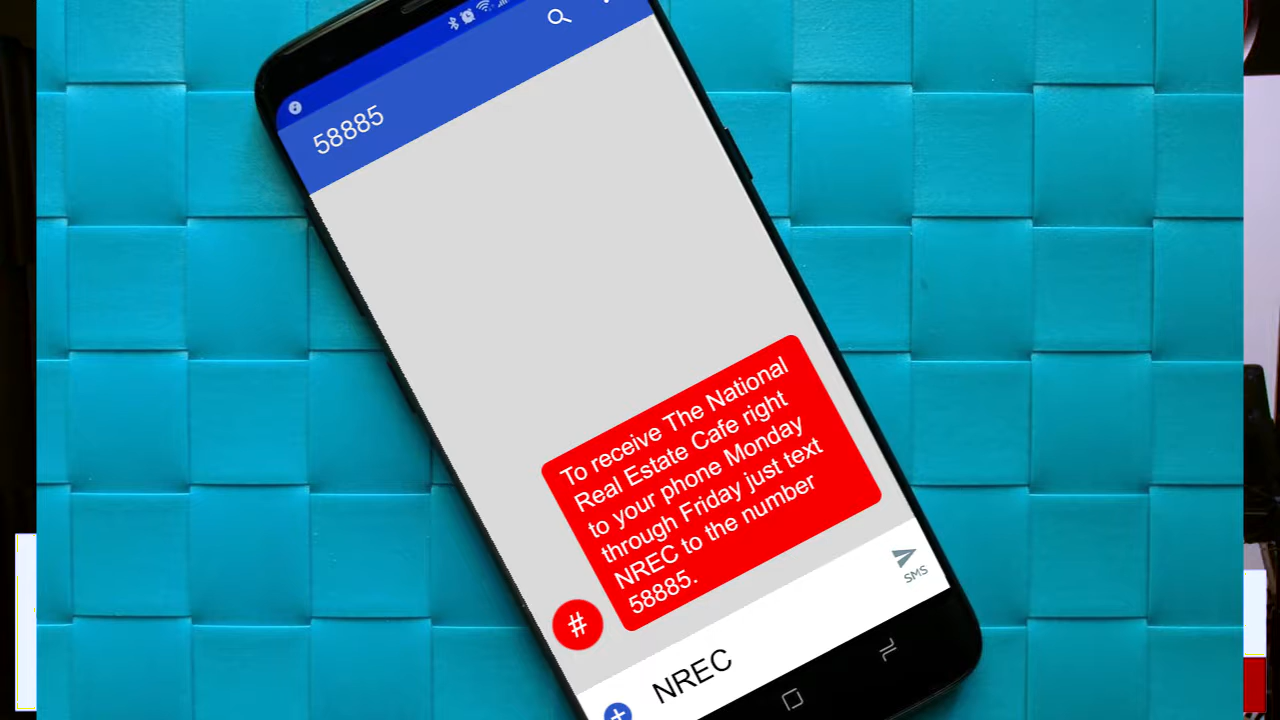 58885
To receive The National
Real Estate Cafe right
to your phone Monday
through Friday just text
NREC to the number
58885.
#
SMS
NREC